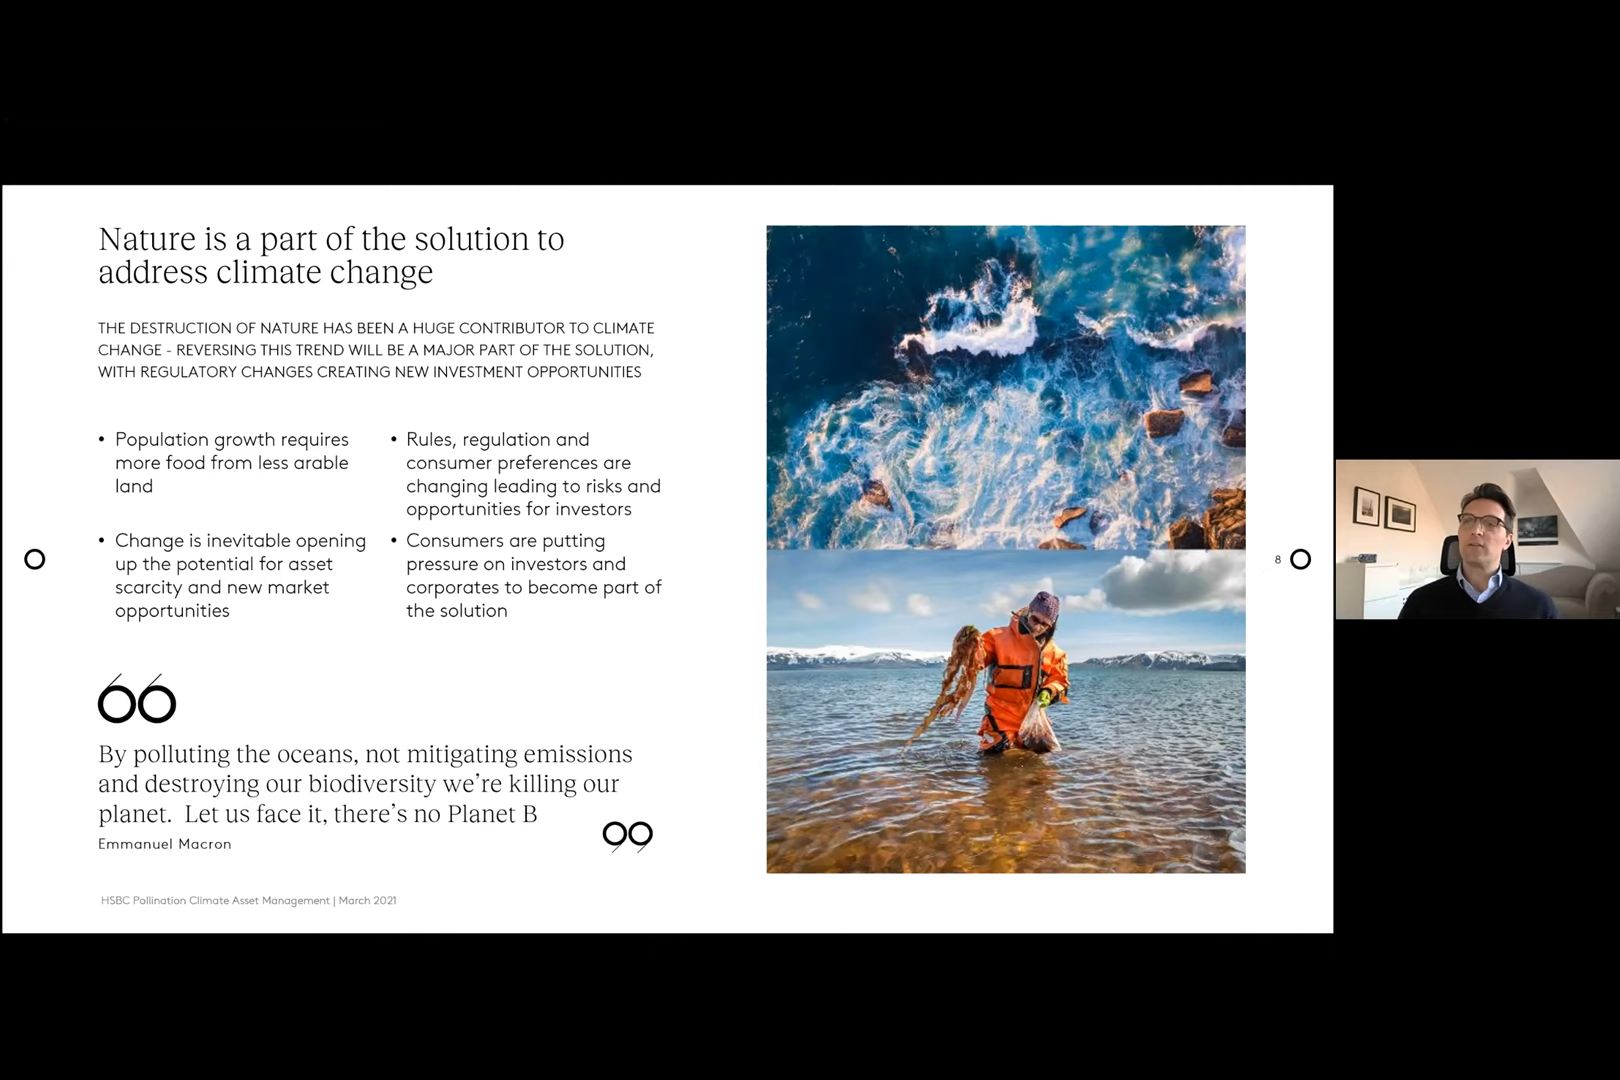 Nature is a part of the solution to
address climate change
THE DESTRUCTION OF NATURE HAS BEEN A HUGE CONTRIBUTOR TO CLIMATE
CHANGE - REVERSING THIS TREND WILL BE A MAJOR PART OF THE SOLUTION,
WITH REGULATORY CHANGES CREATING NEW INVESTMENT OPPORTUNITIES
• Population growth requires
more food from less arable
land
• Change is inevitable opening
up the potential for asset
scarcity and new market
opportunities
• Rules, regulation and
consumer preferences are
changing leading to risks and
opportunities for investors
• Consumers are putting
pressure on investors and
corporates to become part of
the solution
By polluting the oceans, not mitigating emissions
and destroying our biodiversity we’re killing our
planet. Let us face it, there’s no Planet B
Emmanuel Macron
HSBC Pollination Climate Asset Management | March 2021
8